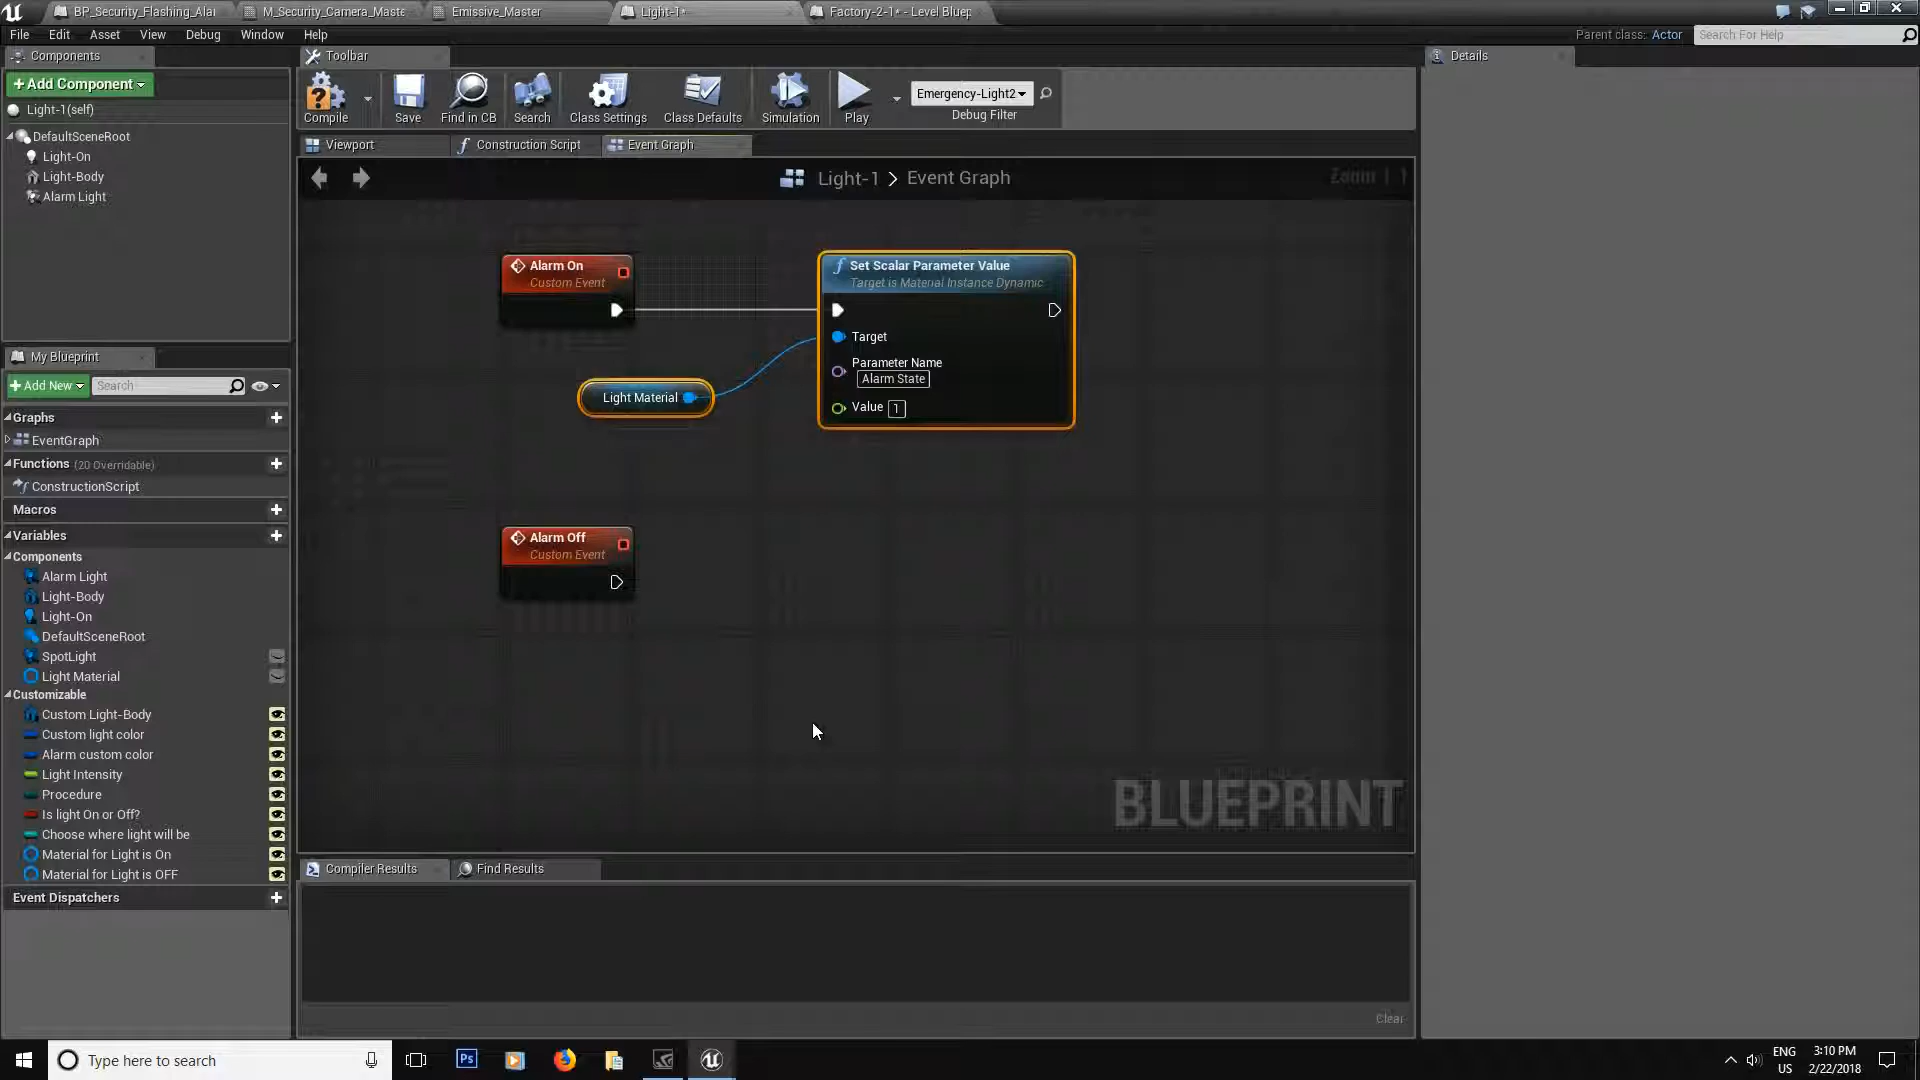 BP_Security_Flashing_Alar
M_Security_Camera_Maste
Emissive_Master
Light-1*
Factory-2-1* - Level Bluep
File Edit Asset View Debug Window Help
Parent class: Actor
Search For Help
Components
Toolbar
Details
+Add Component
Light-1(self)
DefaultSceneRoot
Light-On
Light-Body
Alarm Light
Compile
Save
Find in CB
Search
Class Settings
Class Defaults
Simulation
Play
Emergency-Light2
Debug Filter
Viewport
Construction Script
Event Graph
Light-1 > Event Graph
Alarm On
Custom Event
Set Scalar Parameter Value
Target is Material Instance Dynamic
Target
Parameter Name
Alarm State
Value 1
Light Material
Alarm Off
Custom Event
BLUEPRINT
My Blueprint
+Add New
Search
Graphs
EventGraph
Functions (20 Overridable)
ConstructionScript
Macros
Variables
Components
Alarm Light
Light-Body
Light-On
DefaultSceneRoot
SpotLight
Light Material
Customizable
Custom Light-Body
Custom light color
Alarm custom color
Light Intensity
Procedure
Is light On or Off?
Choose where light will be
Material for Light is On
Material for Light is OFF
Event Dispatchers
Compiler Results
Find Results
Clear
Type here to search
Ps
ENG
US
3:10 PM
2/22/2018